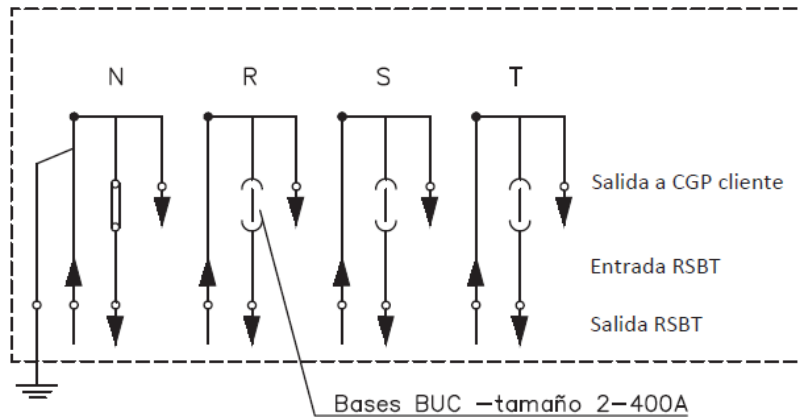 N R S T
Salida a CGP cliente
Entrada RSBT
Salida RSBT
Bases BUC –tamaño 2–400A